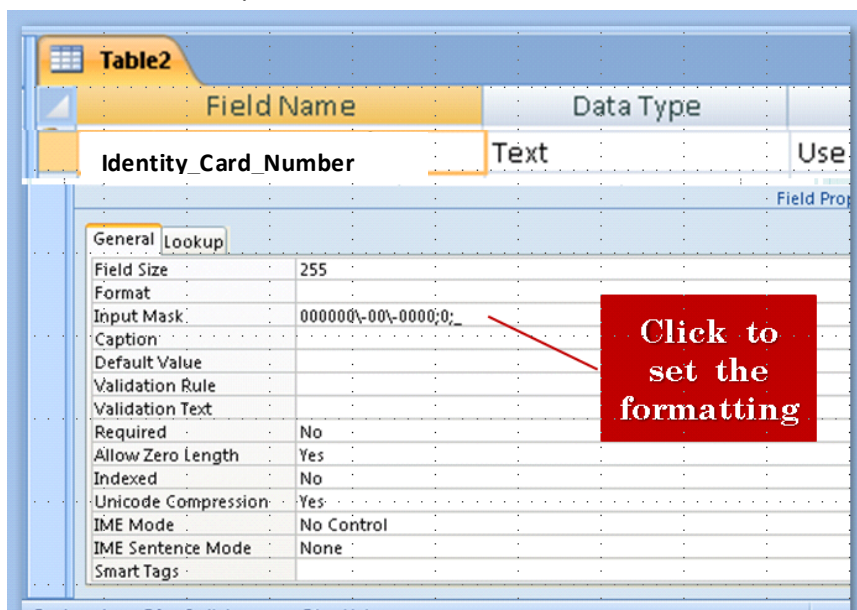 Table2
Field Name Data Type
Identity_Card_Number Text Use
Field Prop
General Lookup
Field Size 255
Format
Input Mask 000000\-00\-0000;0;_
Caption
Default Value
Validation Rule
Validation Text
Required No
Allow Zero Length Yes
Indexed No
Unicode Compression Yes
IME Mode No Control
IME Sentence Mode None
Smart Tags
Click to
set the
formatting